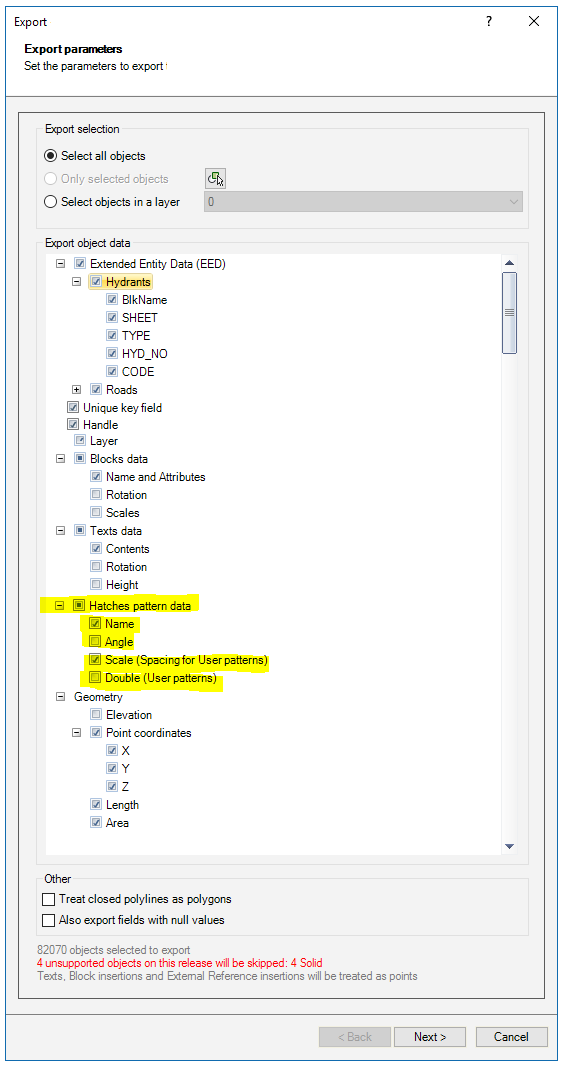 Export
?
Export parameters
Set the parameters to export
Export selection
Select all objects
Only selected objects
Select objects in a layer
0
Export object data
Extended Entity Data (EED)
Hydrants
BlkName
SHEET
TYPE
HYD_NO
CODE
Roads
Unique key field
Handle
Layer
Blocks data
Name and Attributes
Rotation
Scales
Texts data
Contents
Rotation
Height
Hatches pattern data
Name
Angle
Scale (Spacing for User patterns)
Double (User patterns)
Geometry
Elevation
Point coordinates
X
Y
Z
Length
Area
Other
Treat closed polylines as polygons
Also export fields with null values
82070 objects selected to export
4 unsupported objects on this release will be skipped: 4 Solid
Texts, Block insertions and External Reference insertions will be treated as points
< Back
Next >
Cancel